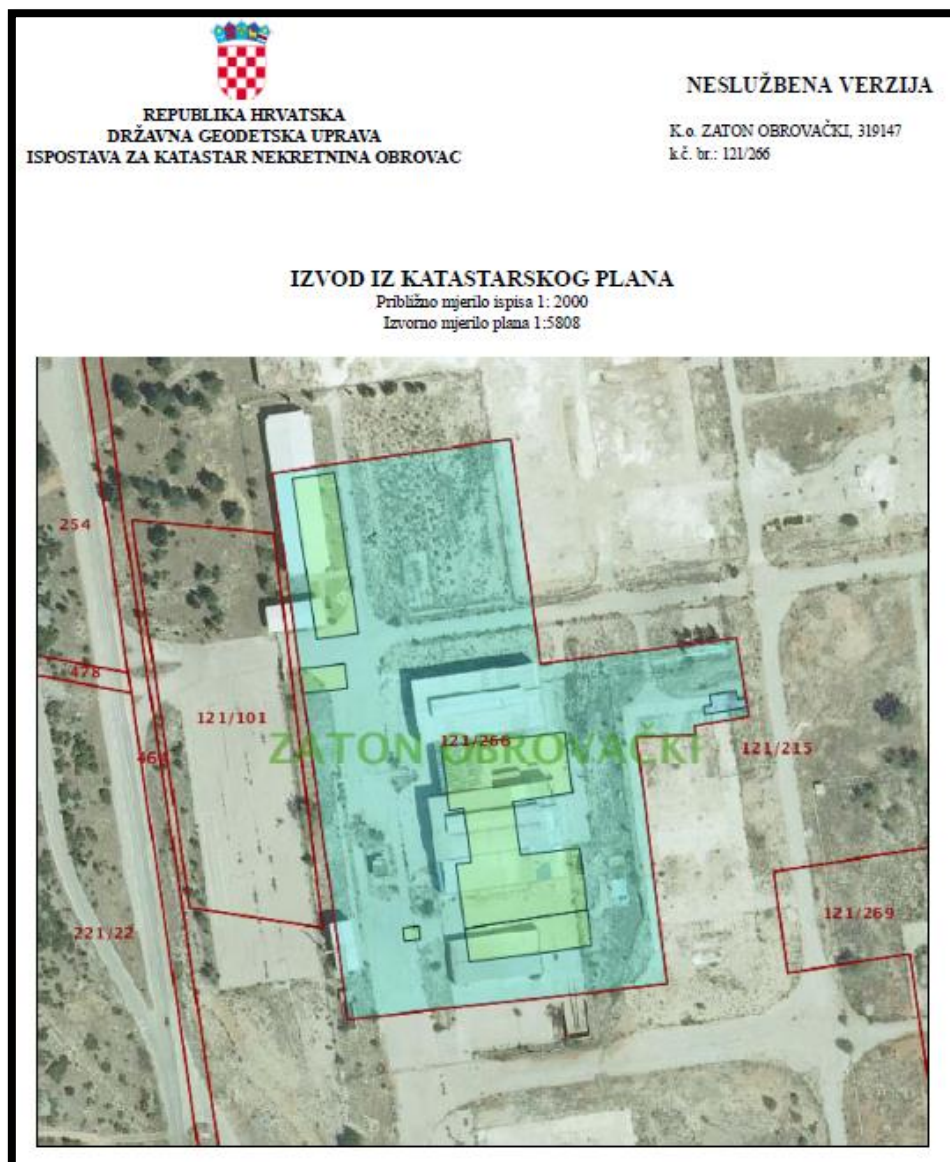 REPUBLIKA HRVATSKA
DRŽAVNA GEODETSKA UPRAVA
ISPOSTAVA ZA KATASTAR NEKRETNINA OBROVAC
NESLUŽBENA VERZIJA
K.o. ZATON OBROVAČKI, 319147
k.č. br.: 121/266
IZVOD IZ KATASTARSKOG PLANA
Približno mjerilo ispisa 1: 2000
Izvorno mjerilo plana 1:5808
254
478
121/101
121/266
ZATON OBROVAČKI
121/215
221/22
121/269